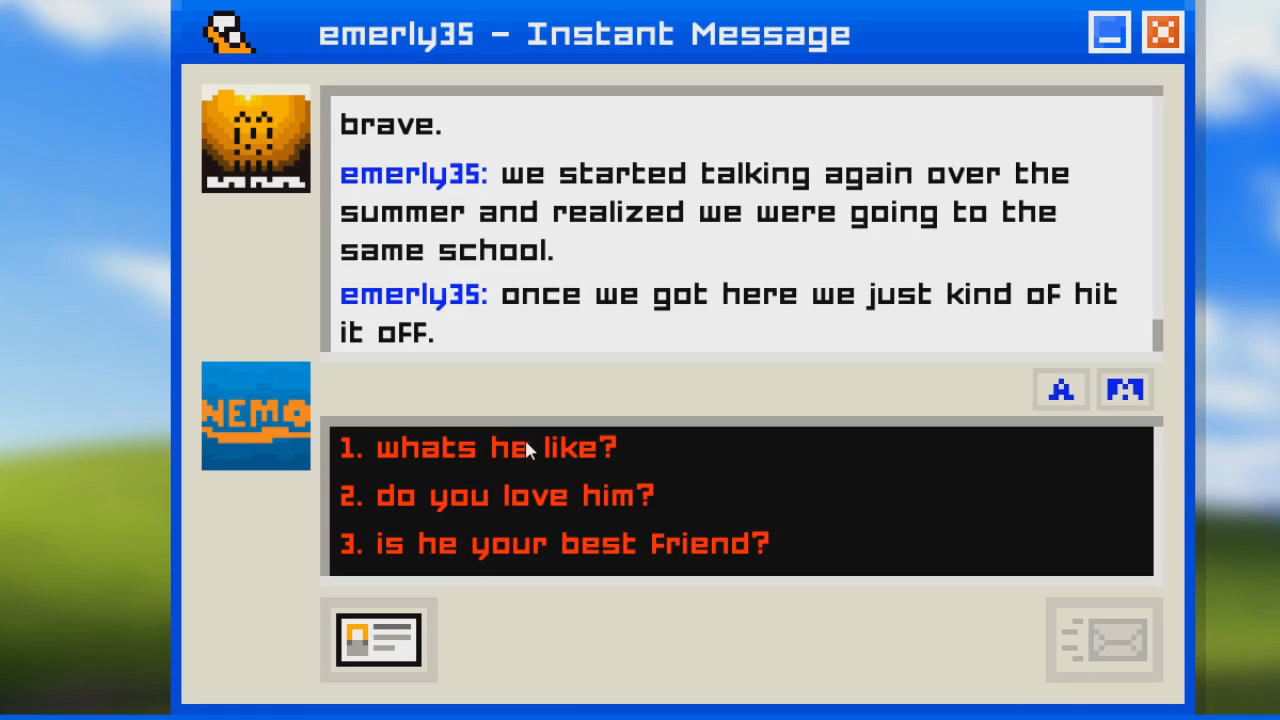 emerly35 - Instant Message
brave.
emerly35: we started talking again over the
summer and realized we were going to the
same school.
emerly35: once we got here we just kind of hit
it off.
NEMO
A
1. whats he like?
2. do you love him?
3. is he your best friend?